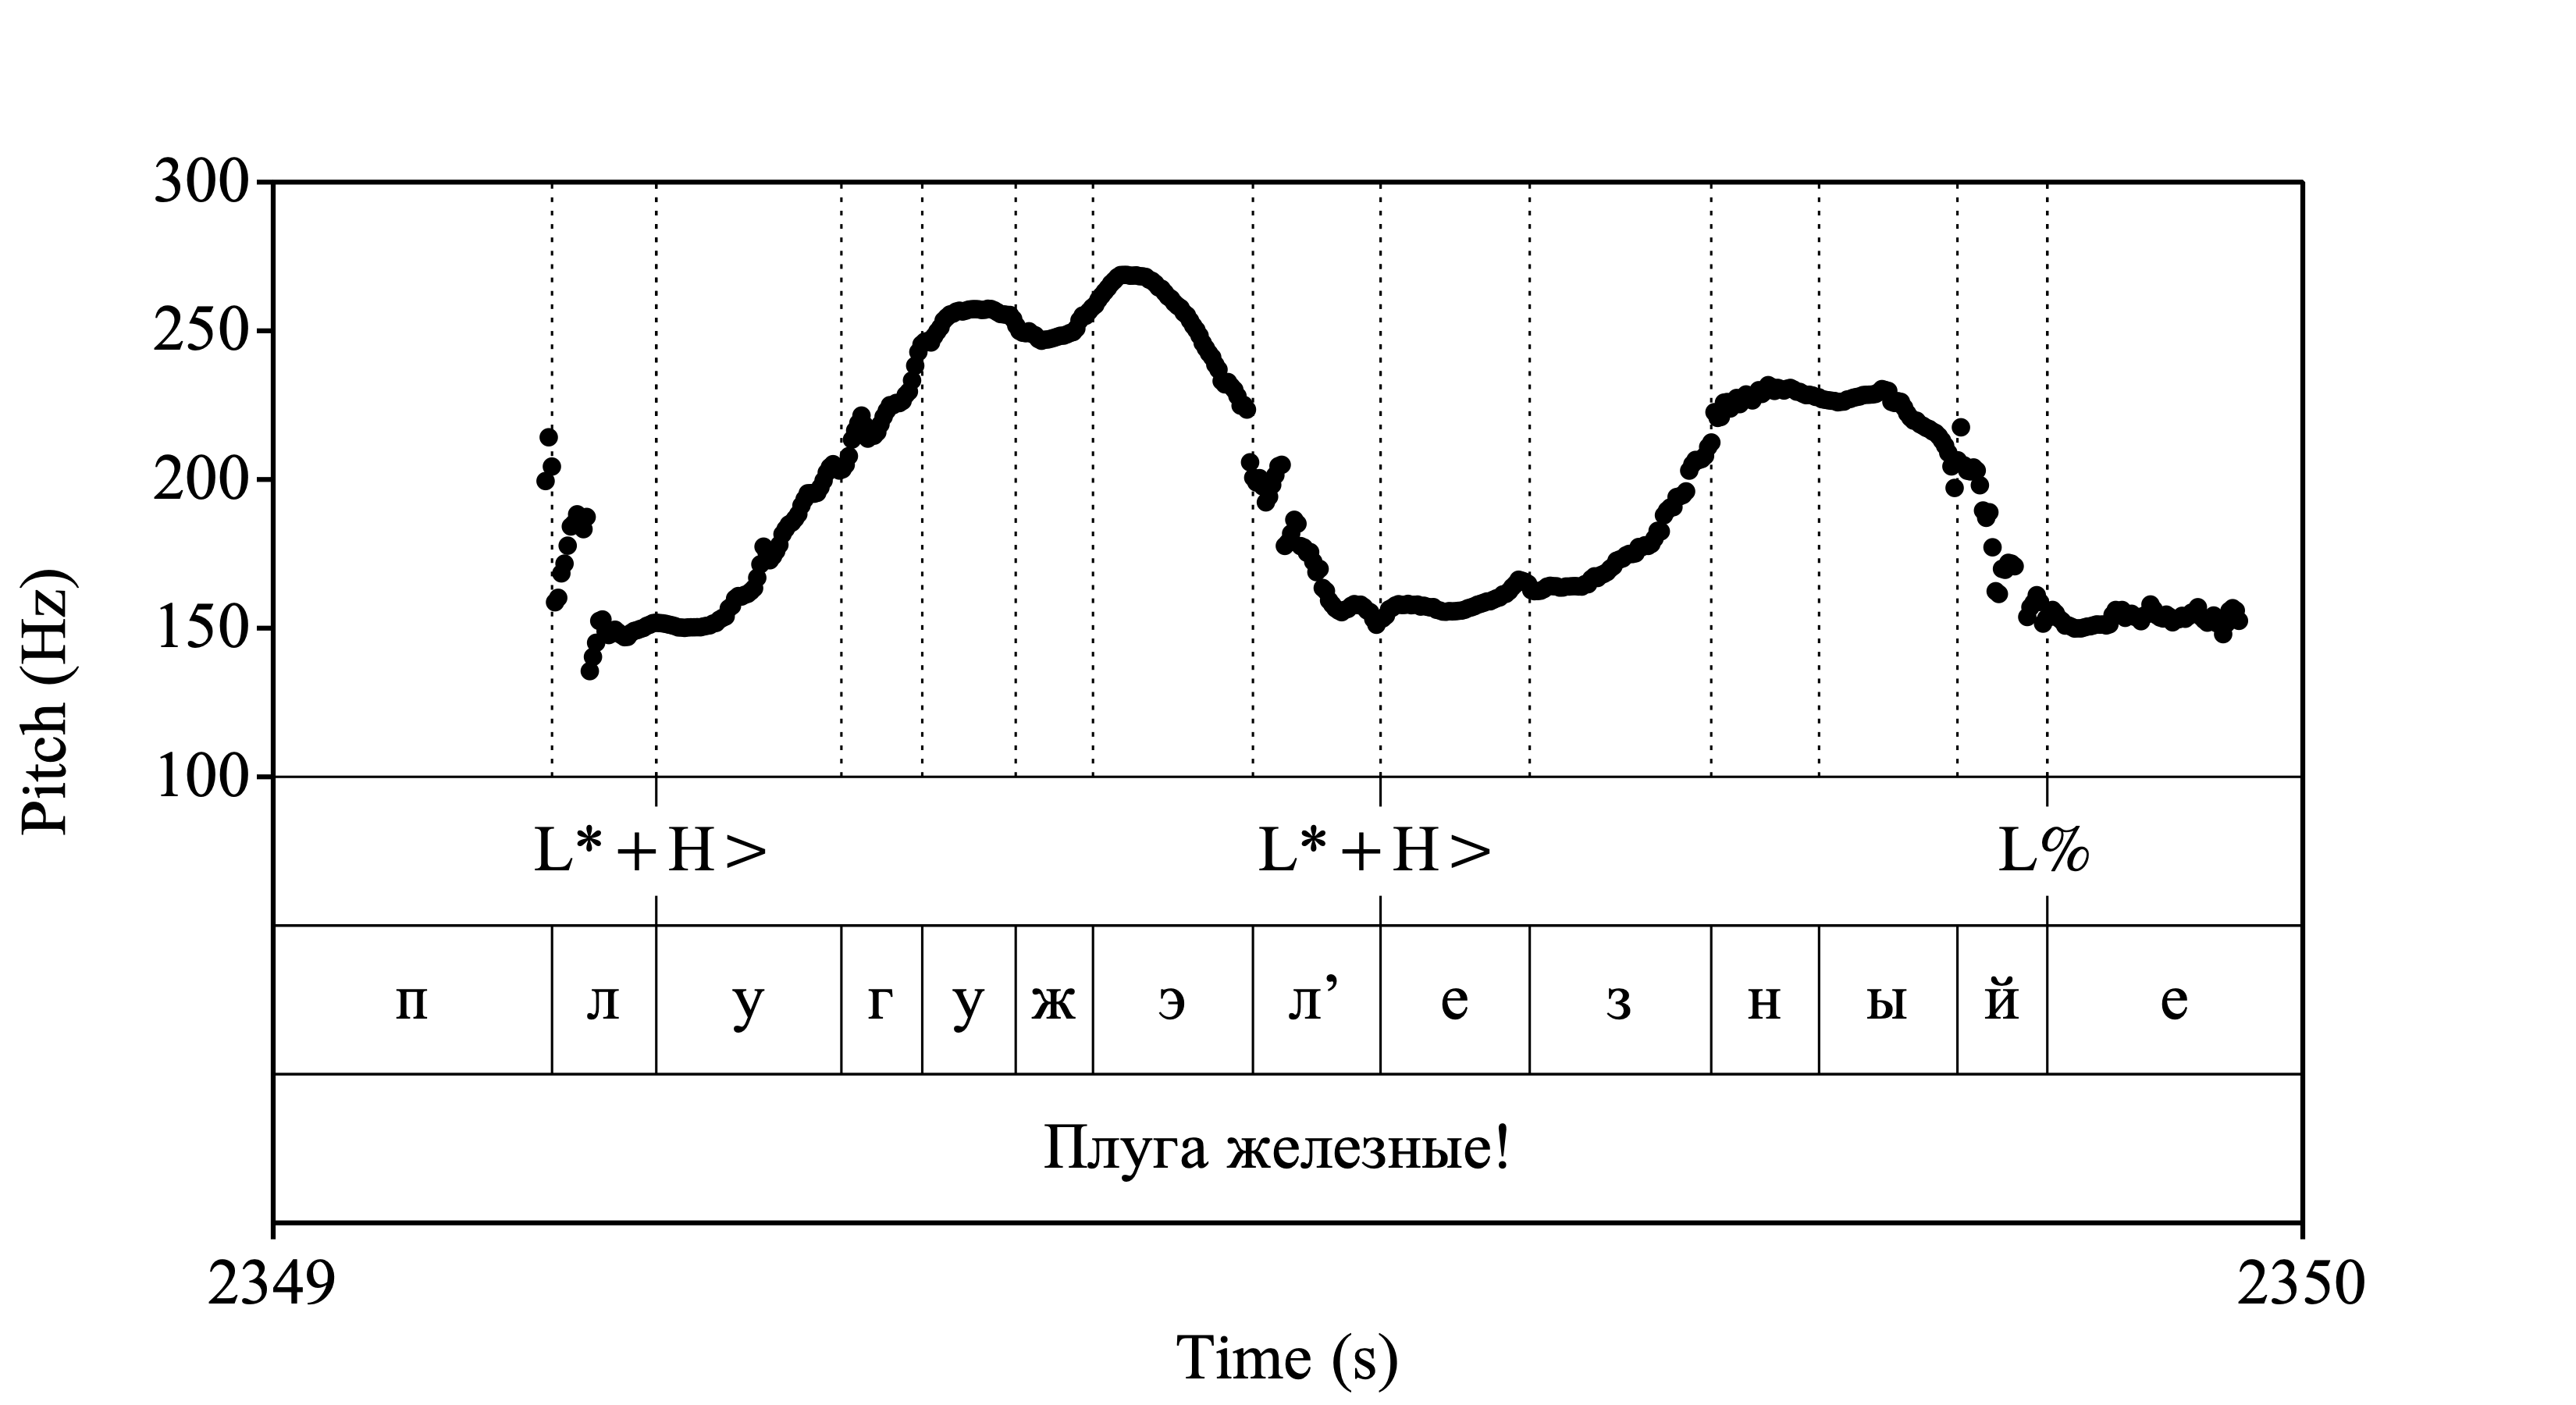 300
250
200
150
100
Pitch (Hz)
L*+H> L*+H> L%
п л у г у ж э л’ е з н ы й е
Плуга железные!
2349 2350
Time (s)